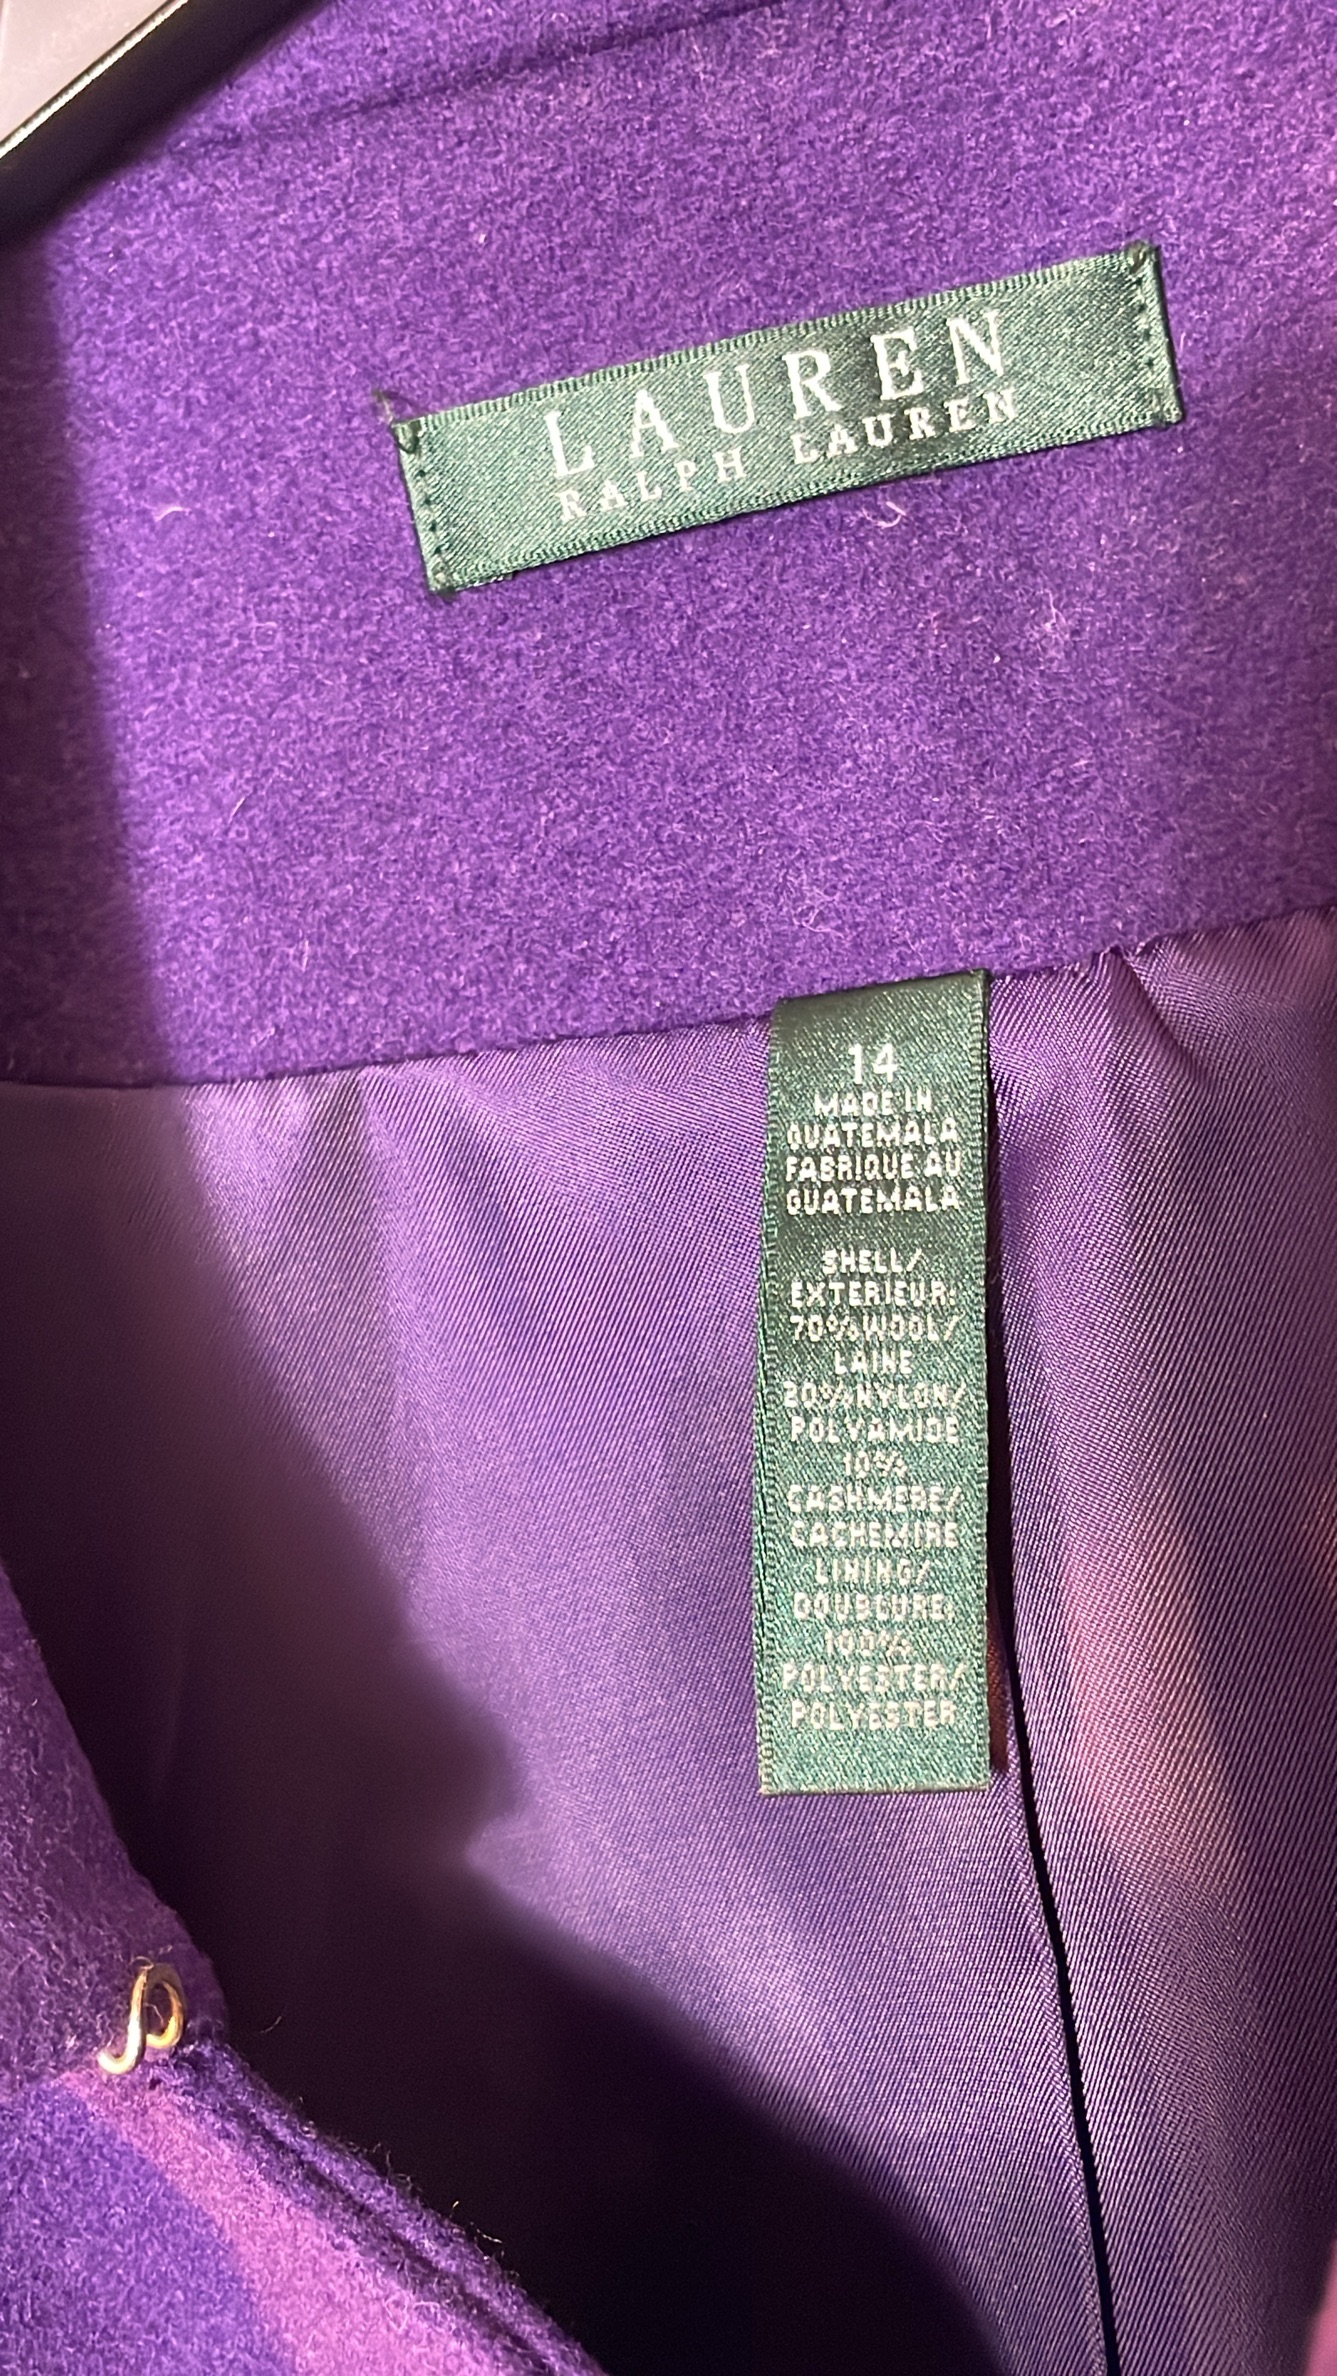 LAUREN
RALPH LAUREN
14
MADE IN
GUATEMALA
FABRIQUE AU
GUATEMALA
SHELL/
EXTERIEUR:
70% WOOL/
LAINE
20% NYLON/
POLYAMIDE
10%
CASHMERE/
CACHEMIRE
LINING/
DOUBLURE:
100%
POLYESTER/
POLYESTER